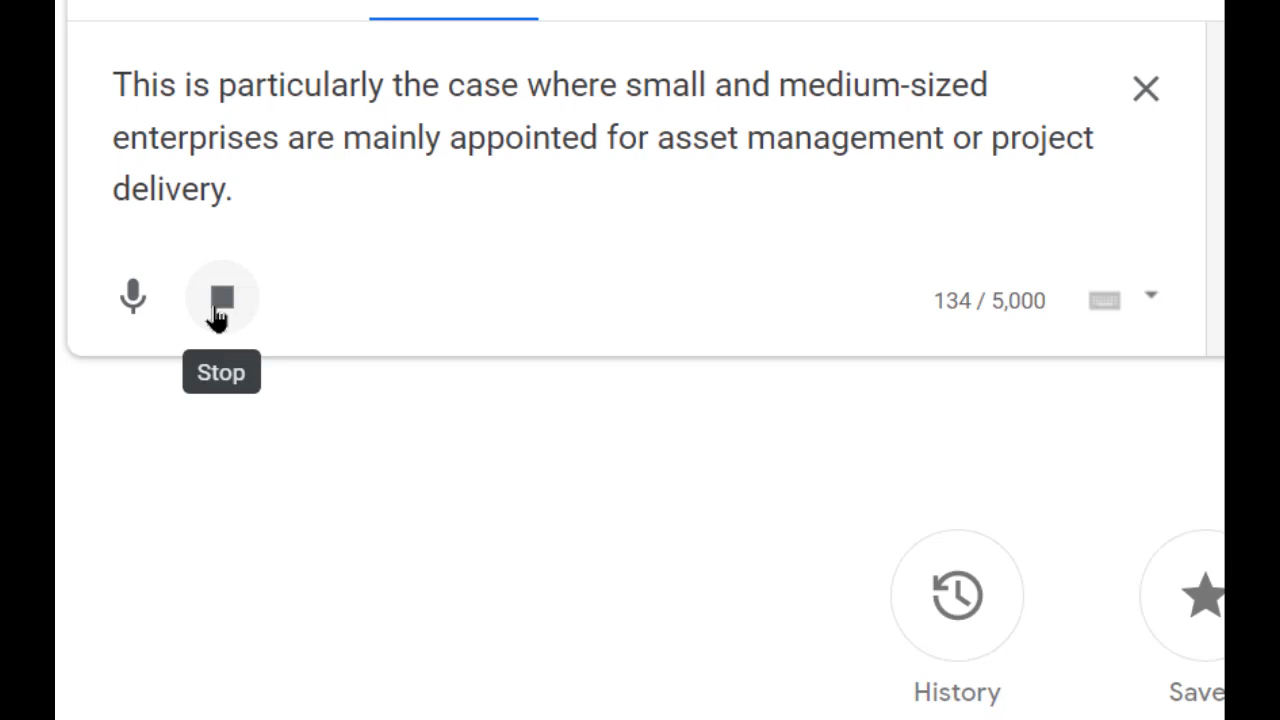 This is particularly the case where small and medium-sized
enterprises are mainly appointed for asset management or project
delivery.
134 / 5,000
Stop
History
Save